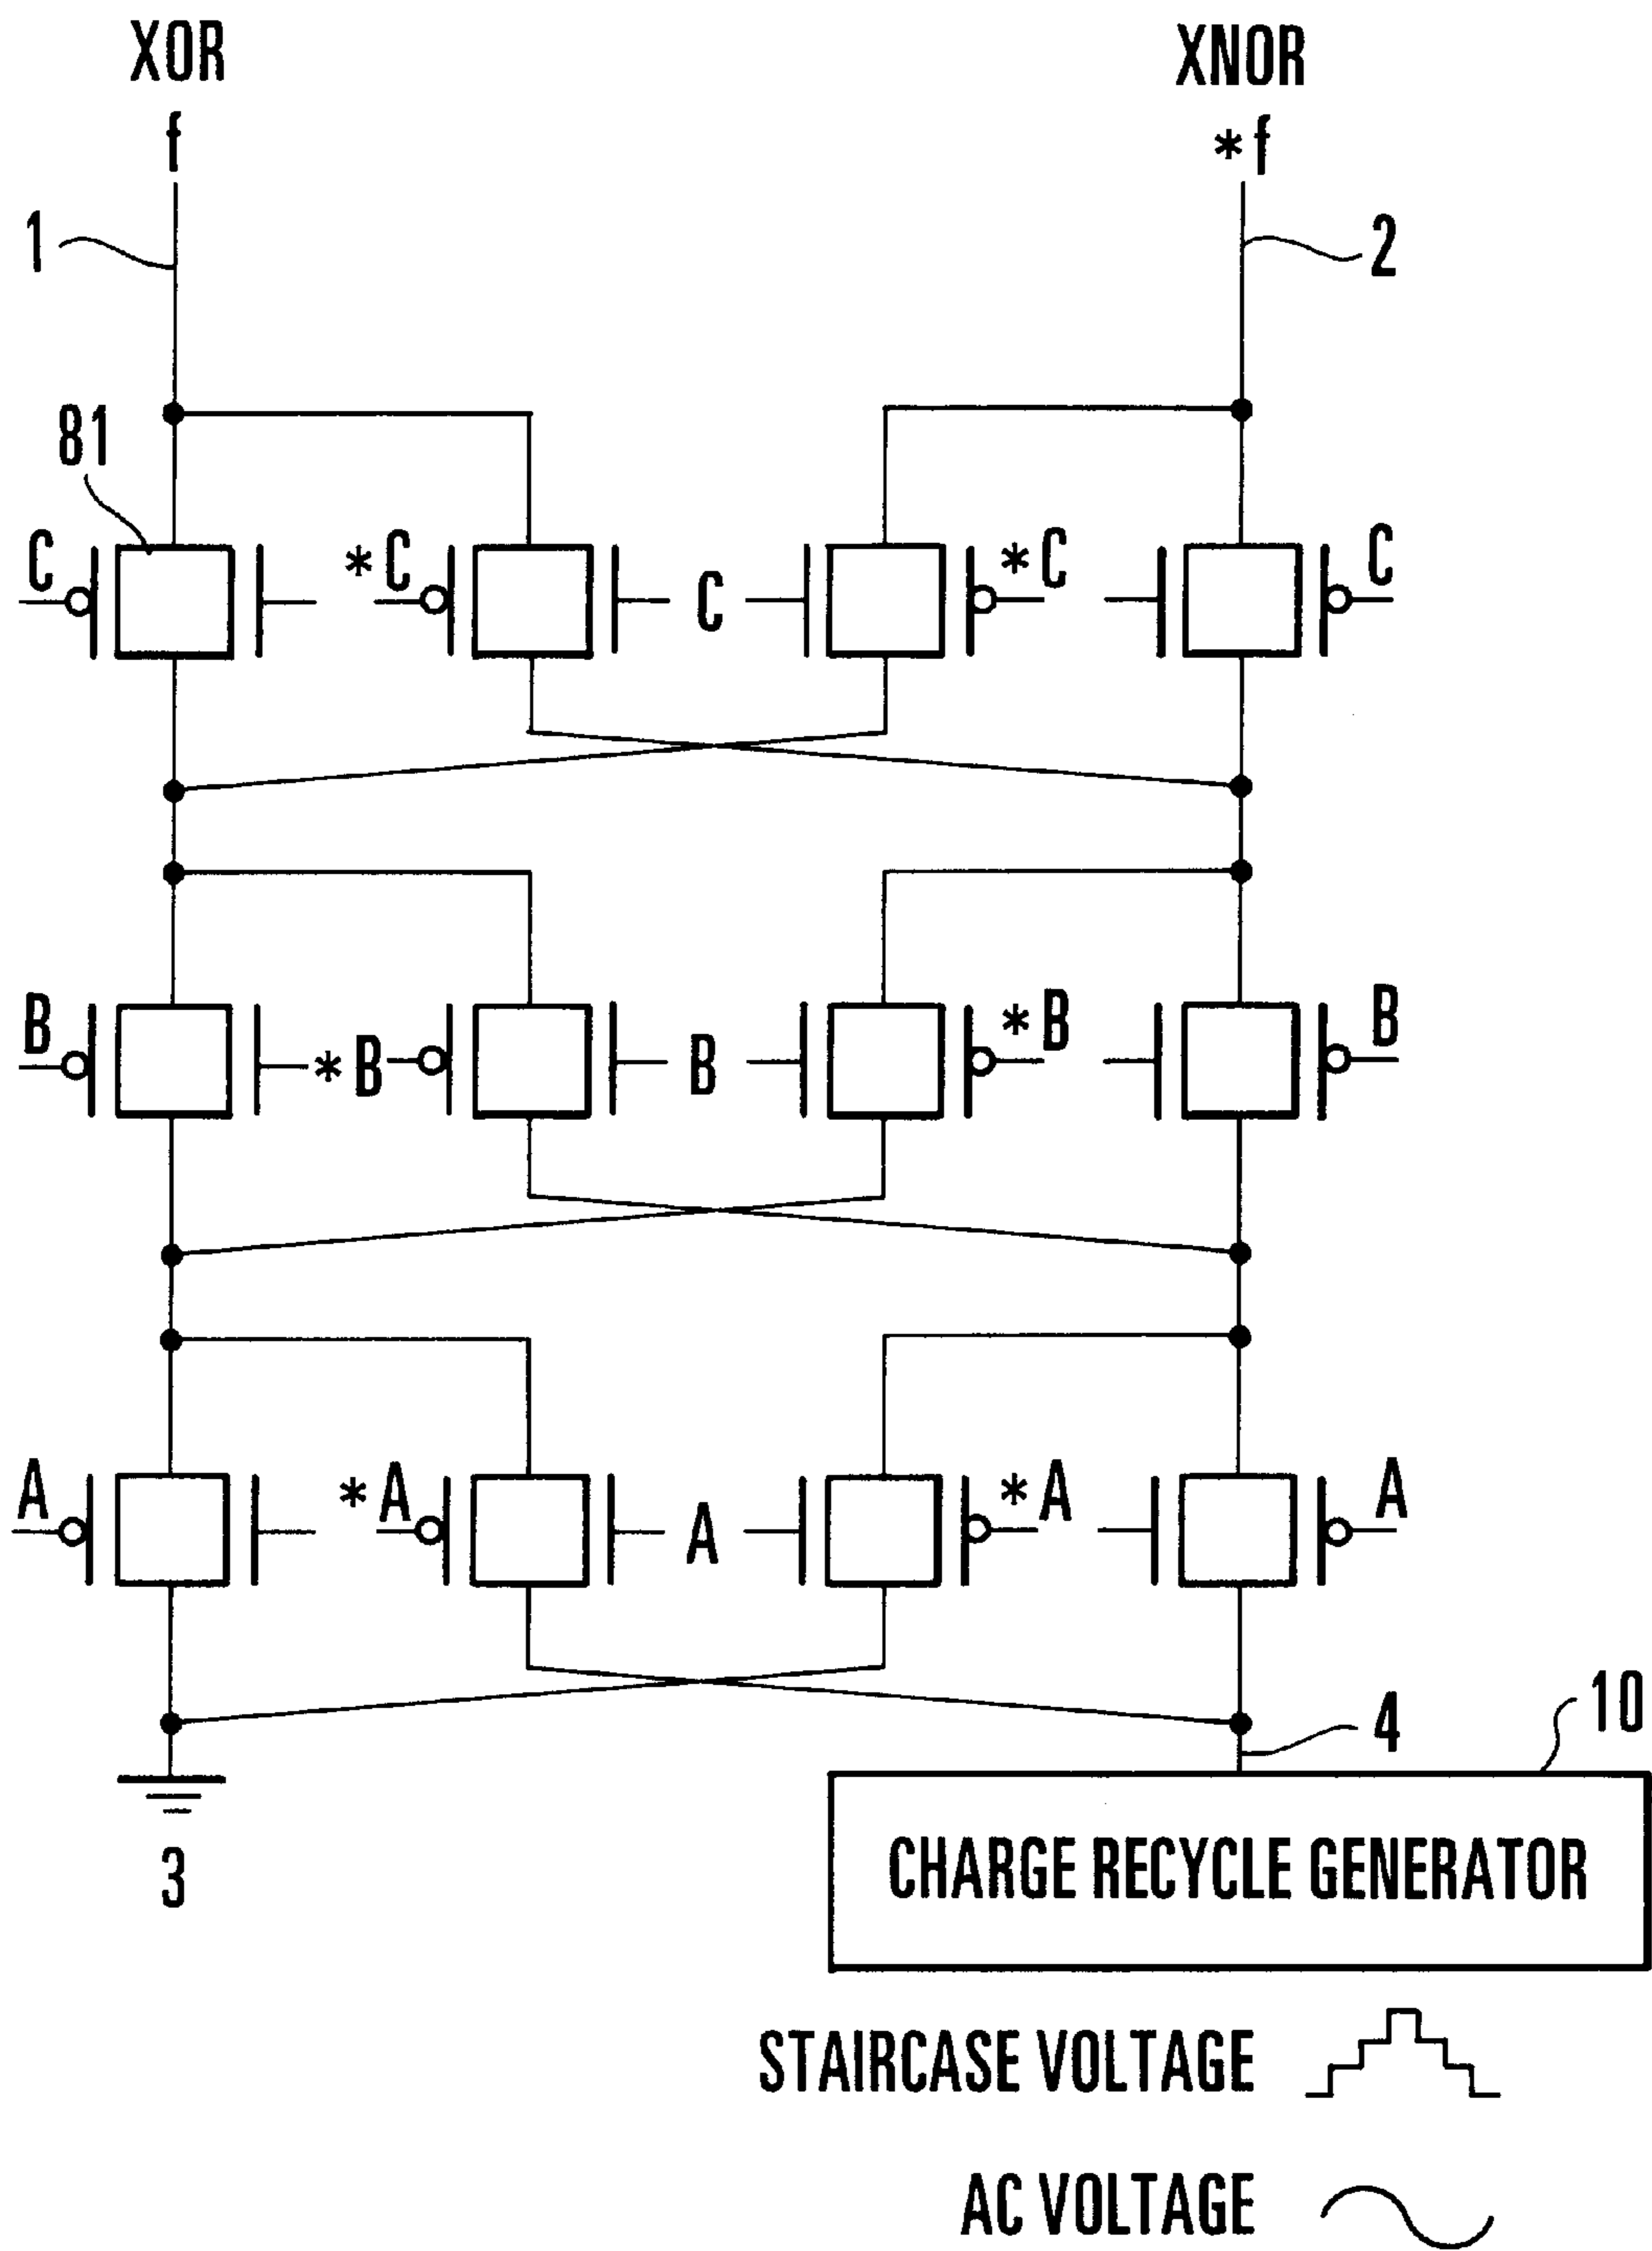 XOR XNOR
f *f
1 2
81
C *C C *C C
B *B B *B B
A *A A *A A
4 10
3
CHARGE RECYCLE GENERATOR
STAIRCASE VOLTAGE
AC VOLTAGE